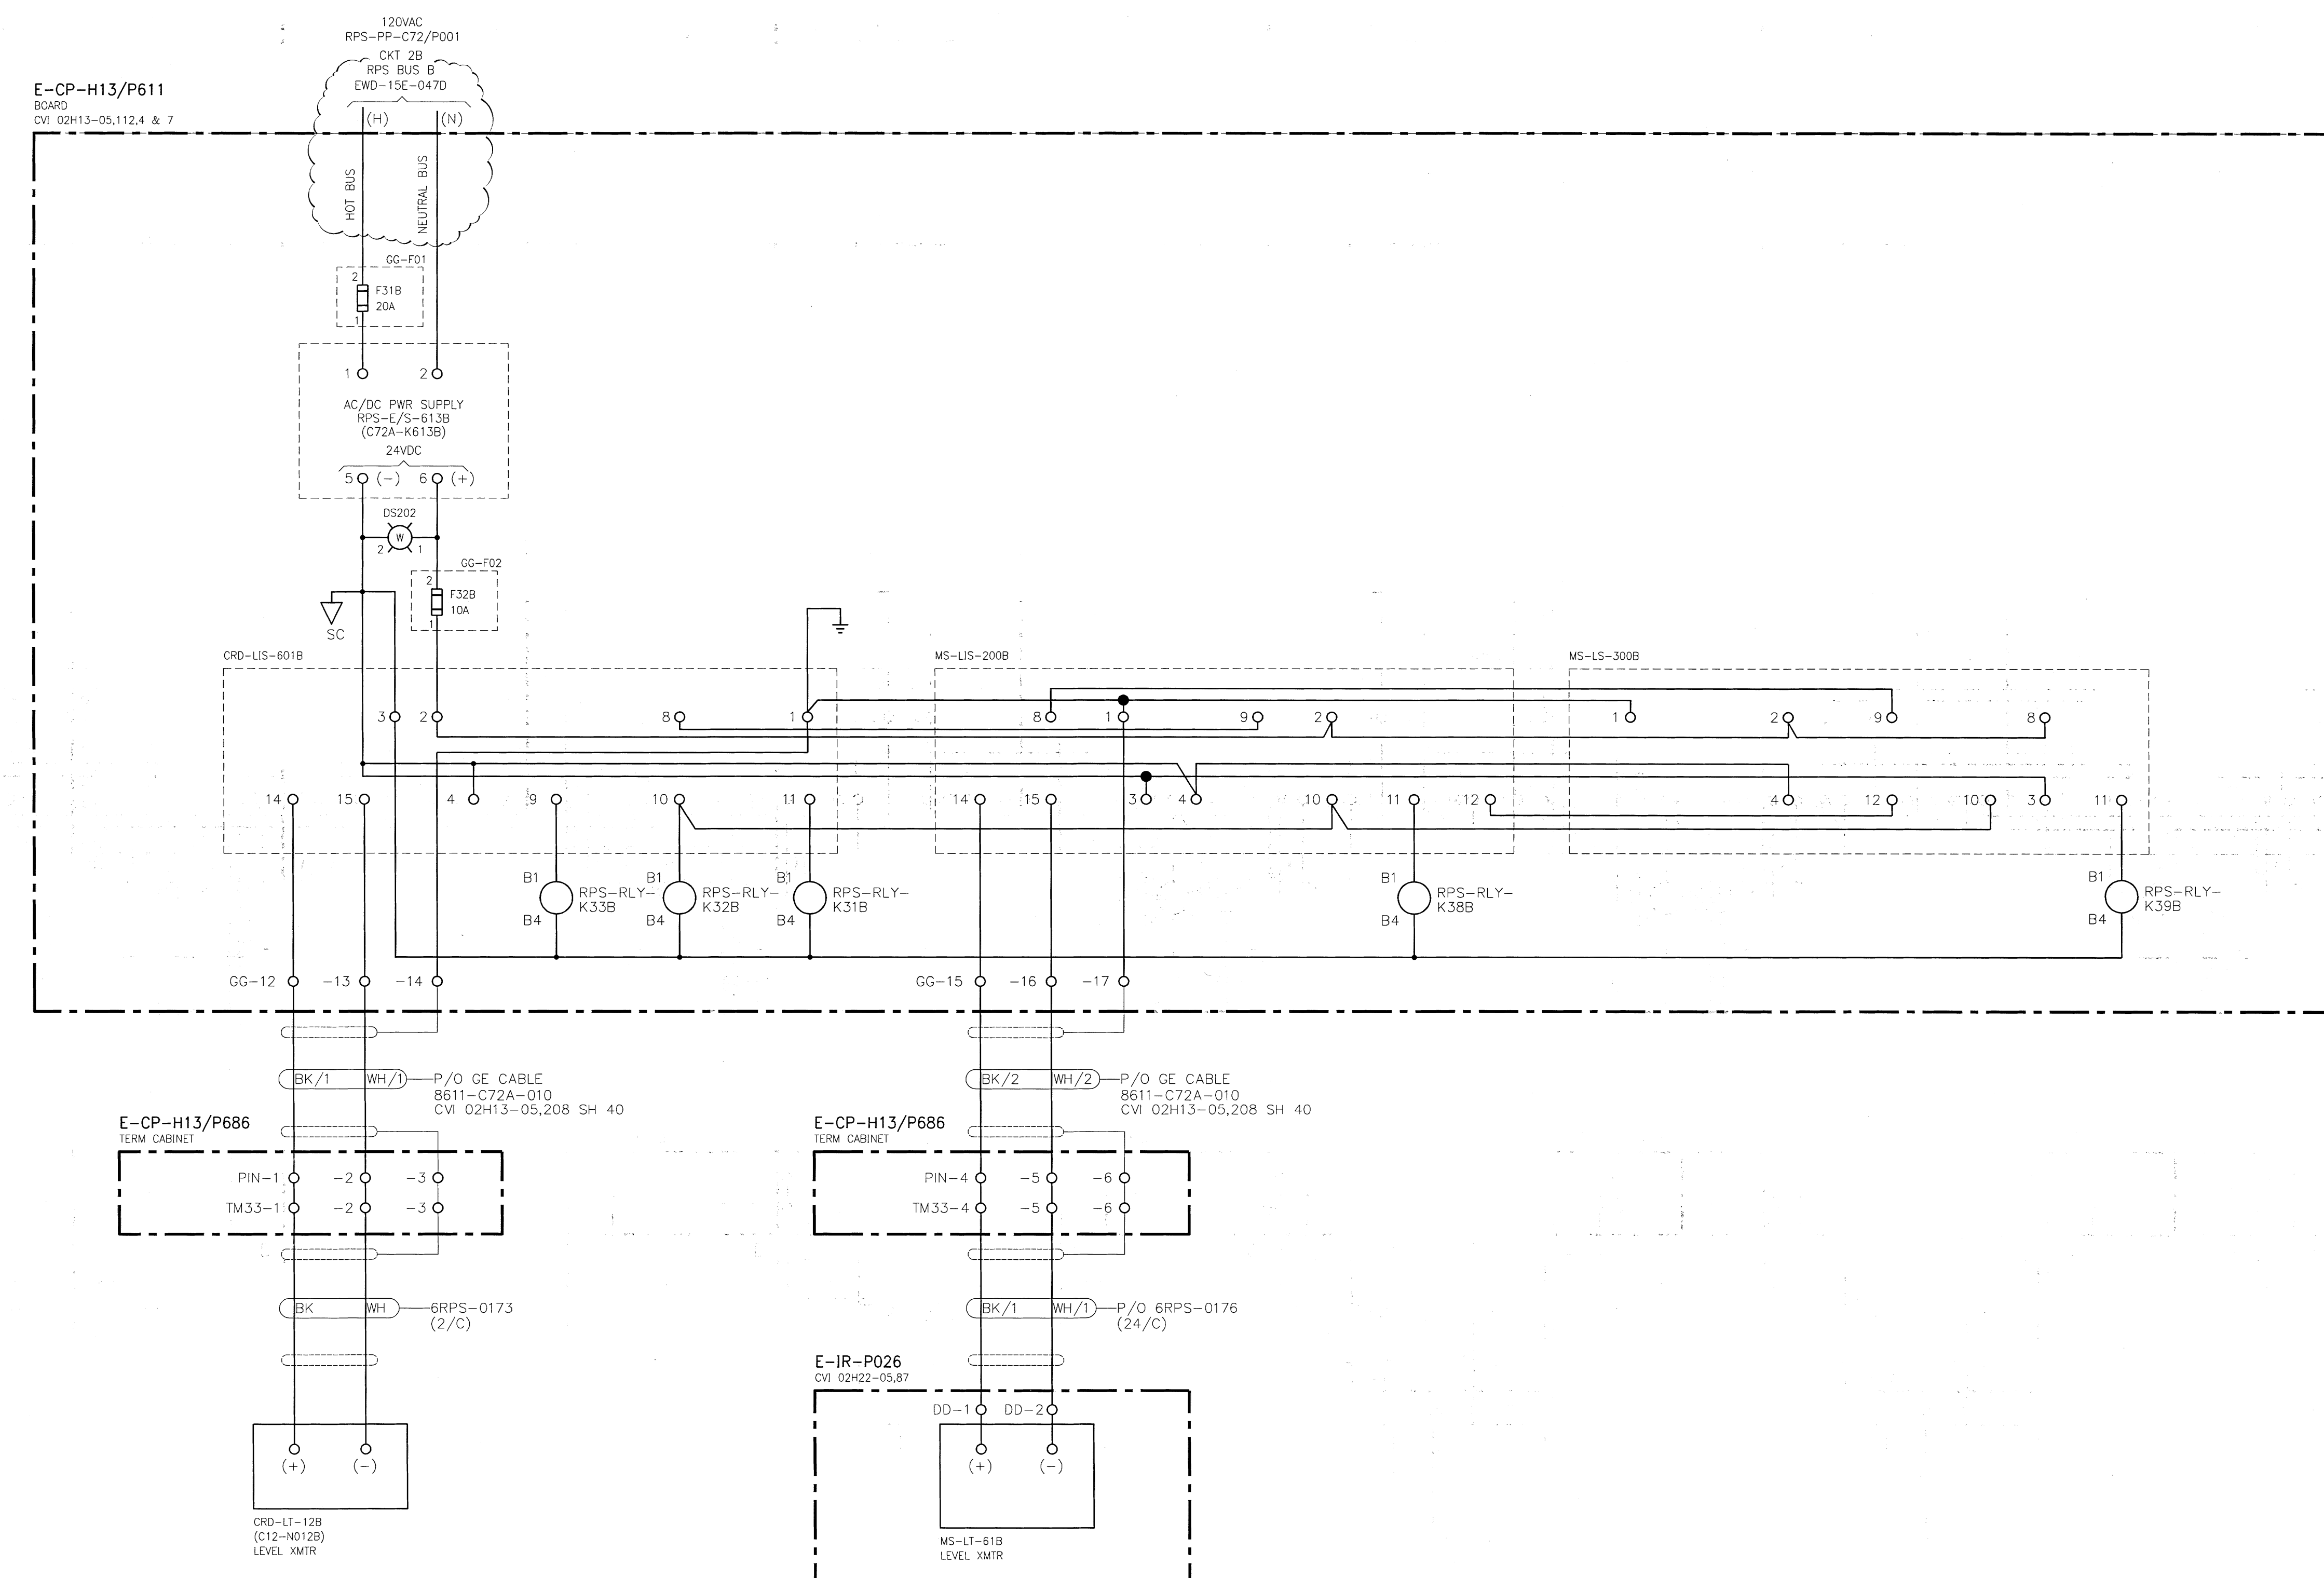 120VAC
RPS-PP-C72/P001
CKT 2B
RPS BUS B
EWD-15E-047D
E-CP-H13/P611
BOARD
CVI 02H13-05,112,4 & 7
(H) (N)
HOT BUS
NEUTRAL BUS
GG-F01
2
F31B
20A
1
1 2
AC/DC PWR SUPPLY
RPS-E/S-613B
(C72A-K613B)
24VDC
5 (-) 6 (+)
DS202
W
2 1
GG-F02
2
F32B
10A
1
SC
CRD-LIS-601B
MS-LIS-200B
MS-LS-300B
3 2 8 1 8 1 9 2 1 2 9 8
14 15 4 9 10 11 14 15 3 4 10 11 12 4 12 10 3 11
B1
RPS-RLY-
K33B
B4
B1
RPS-RLY-
K32B
B4
B1
RPS-RLY-
K31B
B4
B1
RPS-RLY-
K38B
B4
B1
RPS-RLY-
K39B
B4
GG-12 -13 -14
GG-15 -16 -17
BK/1 WH/1
P/O GE CABLE
8611-C72A-010
CVI 02H13-05,208 SH 40
BK/2 WH/2
P/O GE CABLE
8611-C72A-010
CVI 02H13-05,208 SH 40
E-CP-H13/P686
TERM CABINET
PIN-1 -2 -3
TM33-1 -2 -3
E-CP-H13/P686
TERM CABINET
PIN-4 -5 -6
TM33-4 -5 -6
BK WH
6RPS-0173
(2/C)
BK/1 WH/1
P/O 6RPS-0176
(24/C)
E-IR-P026
CVI 02H22-05,87
DD-1 DD-2
(+) (-)
CRD-LT-12B
(C12-N012B)
LEVEL XMTR
(+) (-)
MS-LT-61B
LEVEL XMTR